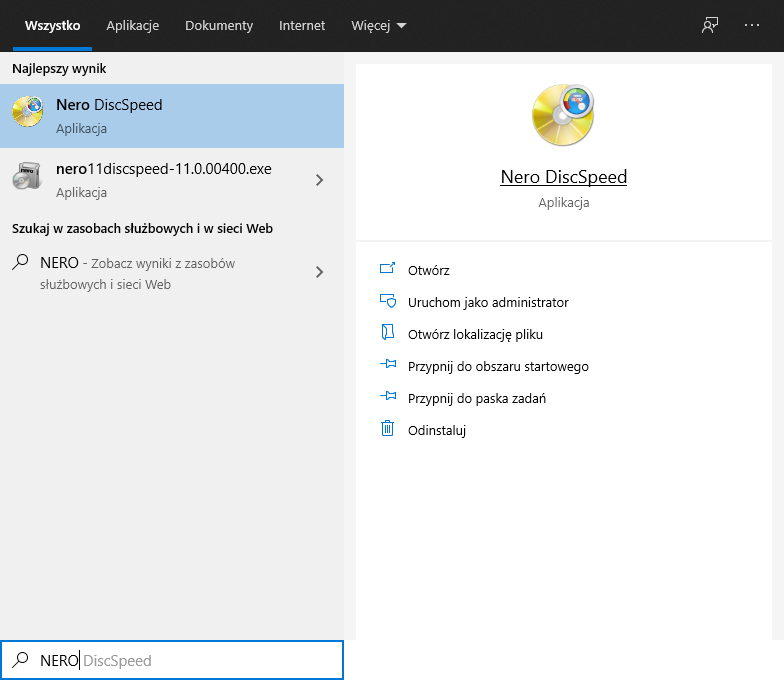 Wszystko Aplikacje Dokumenty Internet Więcej
Najlepszy wynik
Nero DiscSpeed
Aplikacja
nero11discspeed-11.0.00400.exe
Aplikacja
Szukaj w zasobach służbowych i w sieci Web
NERO - Zobacz wyniki z zasobów
służbowych i sieci Web
Nero DiscSpeed
Aplikacja
Otwórz
Uruchom jako administrator
Otwórz lokalizację pliku
Przypnij do obszaru startowego
Przypnij do paska zadań
Odinstaluj
NERO DiscSpeed